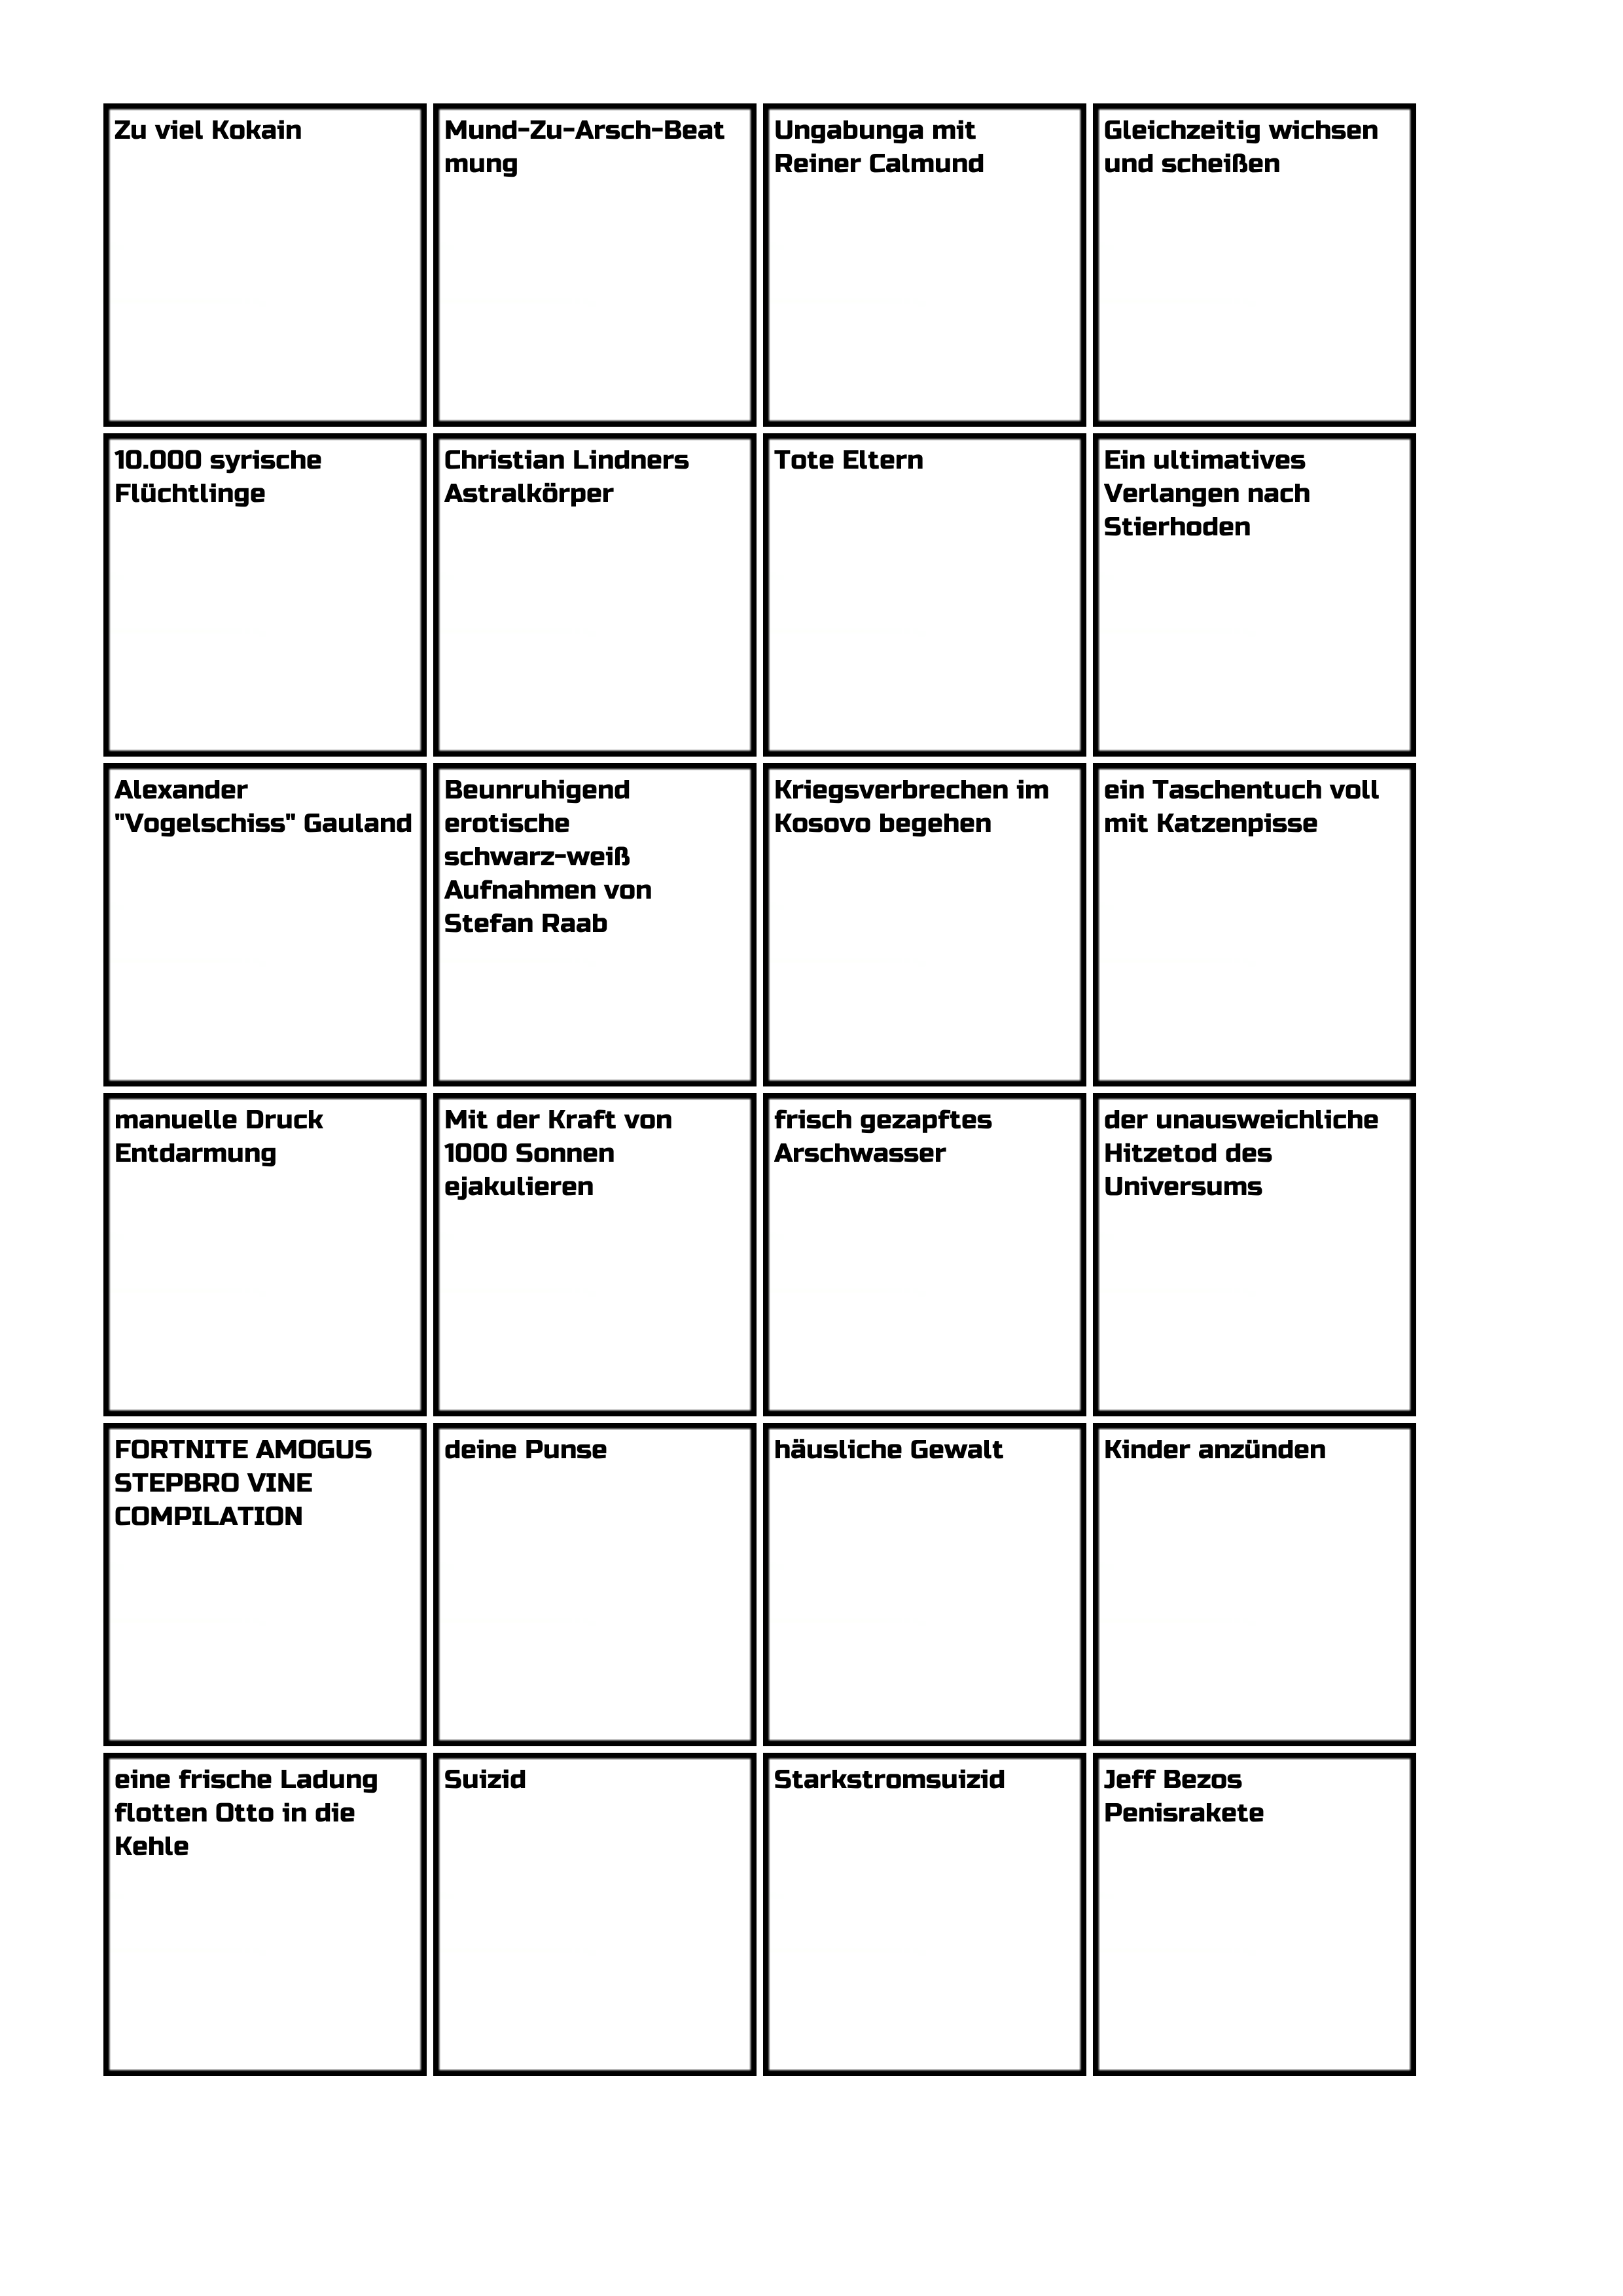 Zu viel Kokain
Mund-Zu-Arsch-Beat
mung
Ungabunga mit
Reiner Calmund
Gleichzeitig wichsen
und scheißen
10.000 syrische
Flüchtlinge
Christian Lindners
Astralkörper
Tote Eltern
Ein ultimatives
Verlangen nach
Stierhoden
Alexander
"Vogelschiss" Gauland
Beunruhigend
erotische
schwarz-weiß
Aufnahmen von
Stefan Raab
Kriegsverbrechen im
Kosovo begehen
ein Taschentuch voll
mit Katzenpisse
manuelle Druck
Entdarmung
Mit der Kraft von
1000 Sonnen
ejakulieren
frisch gezapftes
Arschwasser
der unausweichliche
Hitzetod des
Universums
FORTNITE AMOGUS
STEPBRO VINE
COMPILATION
deine Punse
häusliche Gewalt
Kinder anzünden
eine frische Ladung
flotten Otto in die
Kehle
Suizid
Starkstromsuizid
Jeff Bezos
Penisrakete